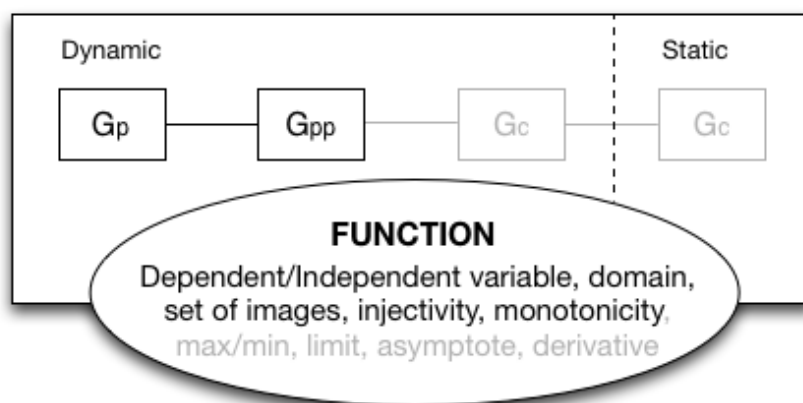 Dynamic
Static
Gp
Gpp
Gc
Gc
FUNCTION
Dependent/Independent variable, domain,
set of images, injectivity, monotonicity,
max/min, limit, asymptote, derivative